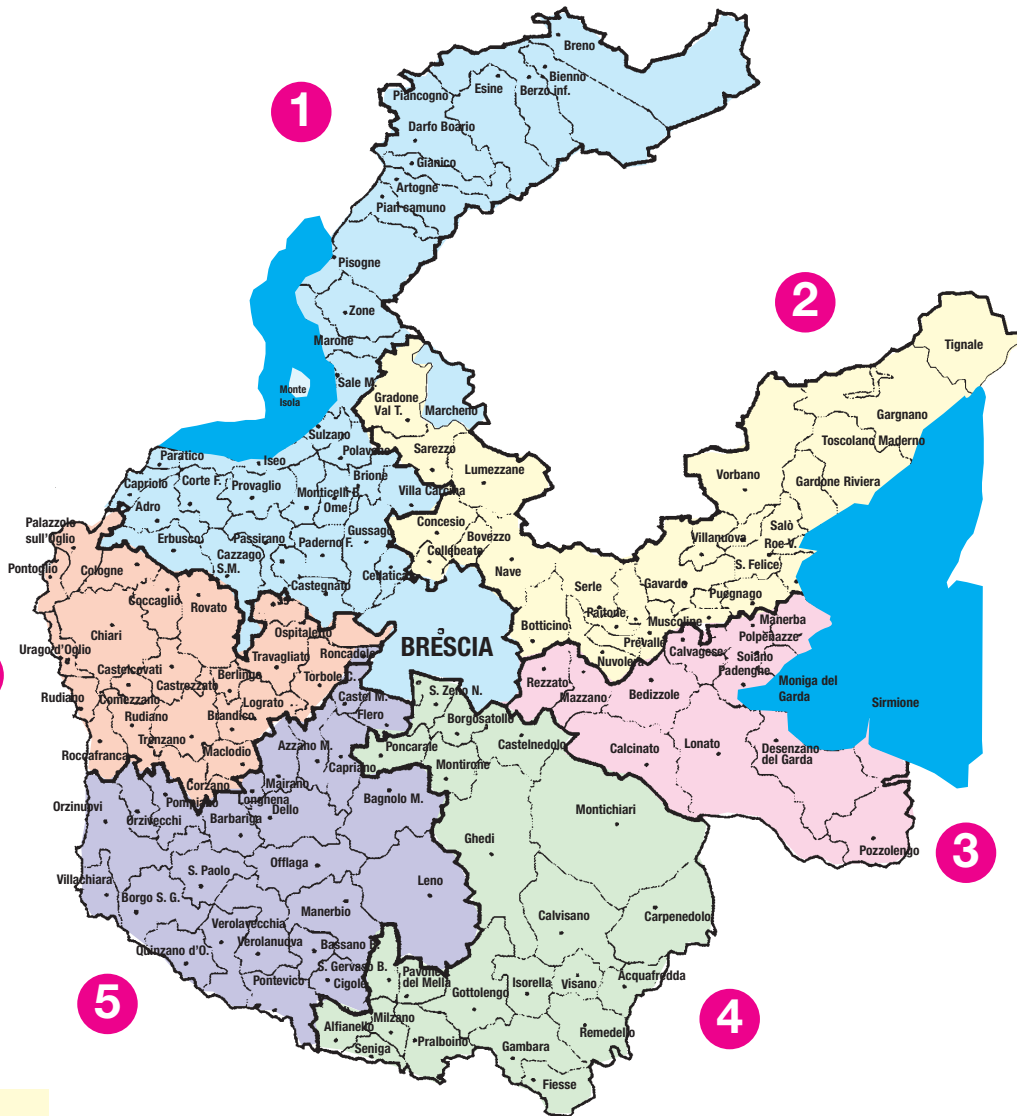 1
Breno
Bienno
Esine
Berzo inf.
Piancogno
Darfo Boario
Gianico
Artogne
Pian camuno
Pisogne
Zone
Marone
Sale M.
Monte
Isola
Sulzano
Polaveno
Iseo
Paratico
Capriolo
Corte F.
Provaglio
Monticelli B.
Brione
Ome
Villa Carcina
Adro
Erbusco
Passirano
Paderno F.
Gussago
Cazzago
S.M.
Castegnato
Cellatica
Marcheno
BRESCIA
2
Tignale
Gargnano
Toscolano Maderno
Gardone Riviera
Vorbano
Gradone
Val T.
Sarezzo
Lumezzane
Concesio
Bovezzo
Collebeate
Nave
Villanuova
Salò
Roe V.
S. Felice
Serle
Gavardo
Puegnago
Paitone
Muscoline
Botticino
Prevalle
Nuvolera
Manerba
Polpenazze
Calvagese
Soiano
Padenghe
Rezzato
Mazzano
Bedizzole
Moniga del
Garda
Sirmione
Calcinato
Lonato
Desenzano
del Garda
Pozzolengo
3
Palazzolo
sull'Oglio
Pontoglio
Cologne
Coccaglio
Rovato
Chiari
Ospitaletto
Roncadole
Urago d'Oglio
Travagliato
Castelcovati
Berlingo
Torbole C.
Rudiano
Comezzano
Castrezzato
Lograto
Rudiano
Brandico
Trenzano
Maclodio
Roccafranca
Corzano
Castel M.
Flero
S. Zeno N.
Borgosatollo
Azzano M.
Poncarale
Castelnedolo
Capriano
Montirone
Mairano
Longhena
Dello
Bagnolo M.
Orzinuovi
Pompiano
Orzivecchi
Barbariga
Montichiari
Ghedi
Offlaga
S. Paolo
Villachiara
Leno
Borgo S. G.
Manerbio
Calvisano
Carpenedolo
Verolavecchia
Verolanuova
Bassano B.
Quinzano d'O.
S. Gervaso B.
Pavone
del Mella
Pontevico
Cigole
Gottolengo
Isorella
Visano
Acquafredda
5
4
Alfianello
Milzano
Seniga
Pralboino
Remedello
Gambara
Fiesse